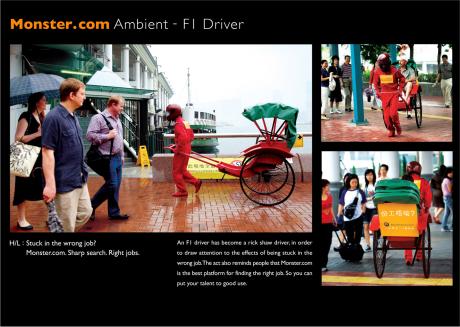 Monster.com Ambient - F1 Driver
H/L : Stuck in the wrong job?
Monster.com. Sharp search. Right jobs.
An F1 driver has become a rick shaw driver, in order
to draw attention to the effects of being stuck in the
wrong job. The act also reminds people that Monster.com
is the best platform for finding the right job. So you can
put your talent to good use.